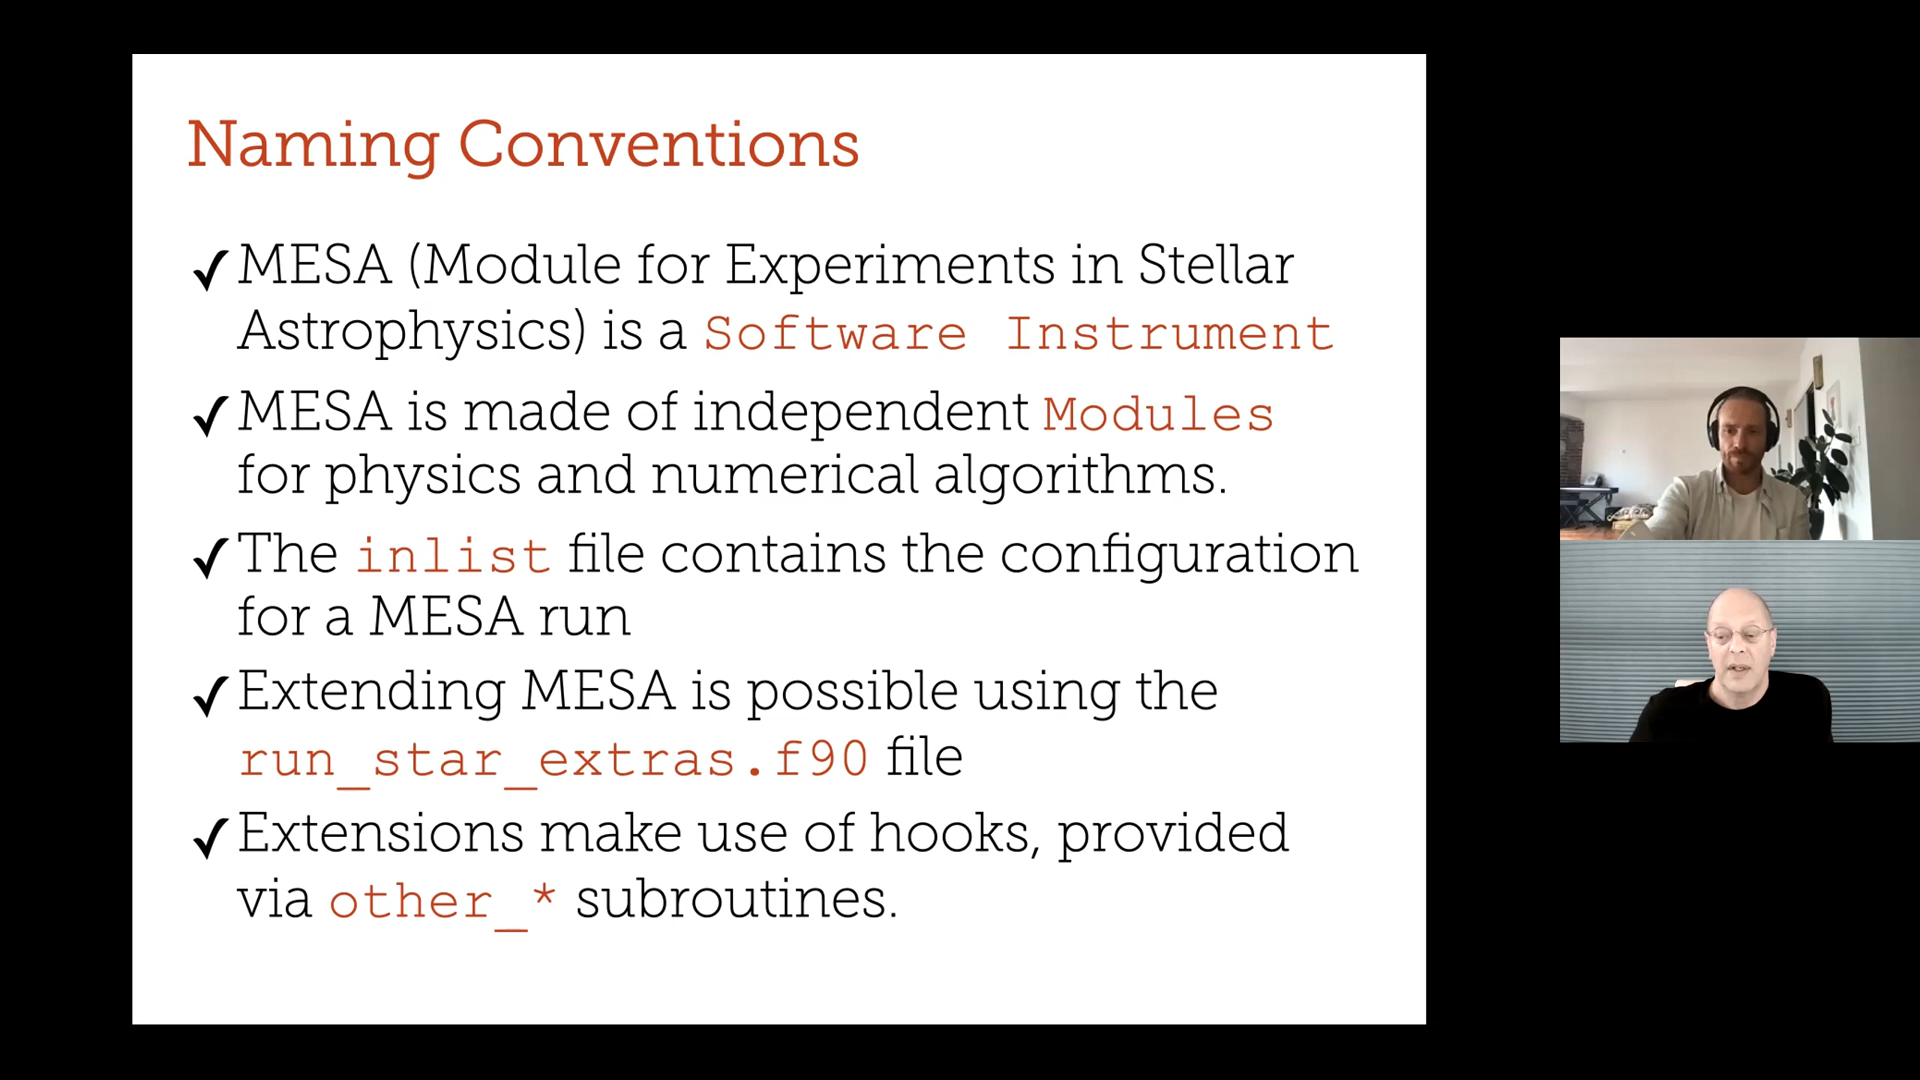 Naming Conventions
✓ MESA (Module for Experiments in Stellar
Astrophysics) is a Software Instrument
✓ MESA is made of independent Modules
for physics and numerical algorithms.
✓ The inlist file contains the configuration
for a MESA run
✓ Extending MESA is possible using the
run_star_extras.f90 file
✓ Extensions make use of hooks, provided
via other_* subroutines.